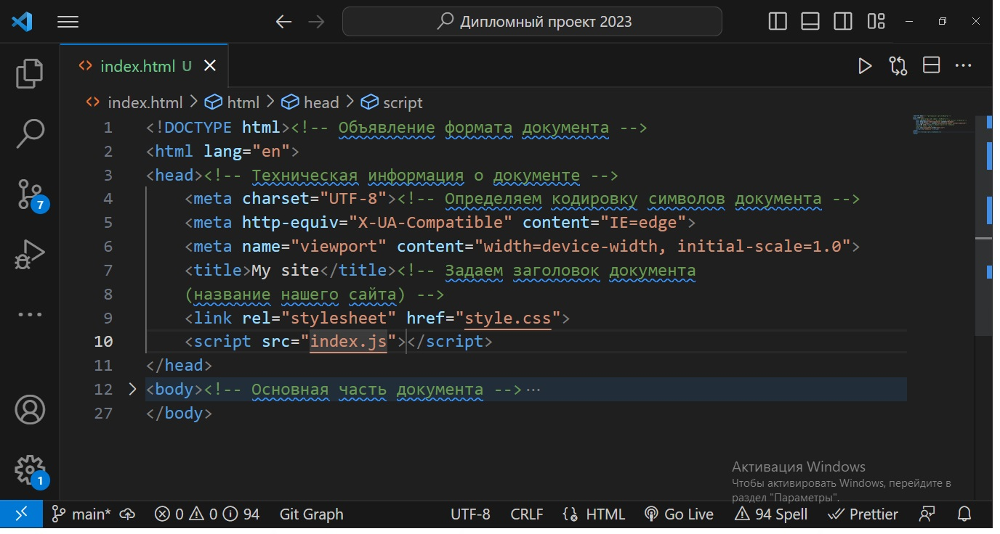 Дипломный проект 2023
index.html U
index.html > html > head > script
1 <!DOCTYPE html><!-- Объявление формата документа -->
2 <html lang="en">
3 <head><!-- Техническая информация о документе -->
4 <meta charset="UTF-8"><!-- Определяем кодировку символов документа -->
5 <meta http-equiv="X-UA-Compatible" content="IE=edge">
6 <meta name="viewport" content="width=device-width, initial-scale=1.0">
7 <title>My site</title><!-- Задаем заголовок документа
8 (название нашего сайта) -->
9 <link rel="stylesheet" href="style.css">
10 <script src="index.js"></script>
11 </head>
12 <body><!-- Основная часть документа -->···
27 </body>
7
1
Активация Windows
Чтобы активировать Windows, перейдите в
раздел "Параметры".
main* 0 0 94 Git Graph UTF-8 CRLF HTML Go Live 94 Spell Prettier